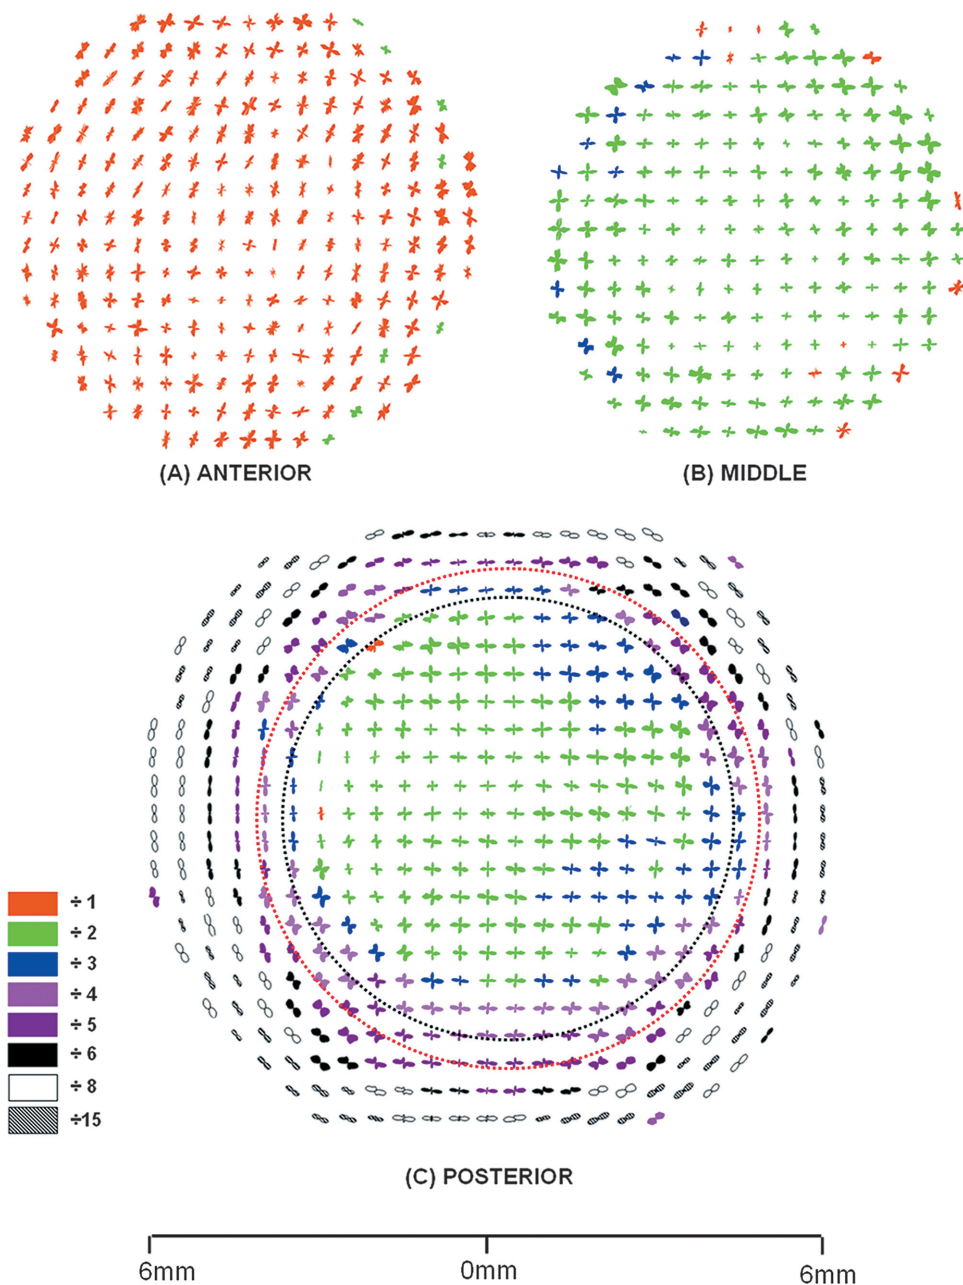 (A) ANTERIOR
(B) MIDDLE
÷ 1
÷ 2
÷ 3
÷ 4
÷ 5
÷ 6
÷ 8
÷15
(C) POSTERIOR
6mm
0mm
6mm